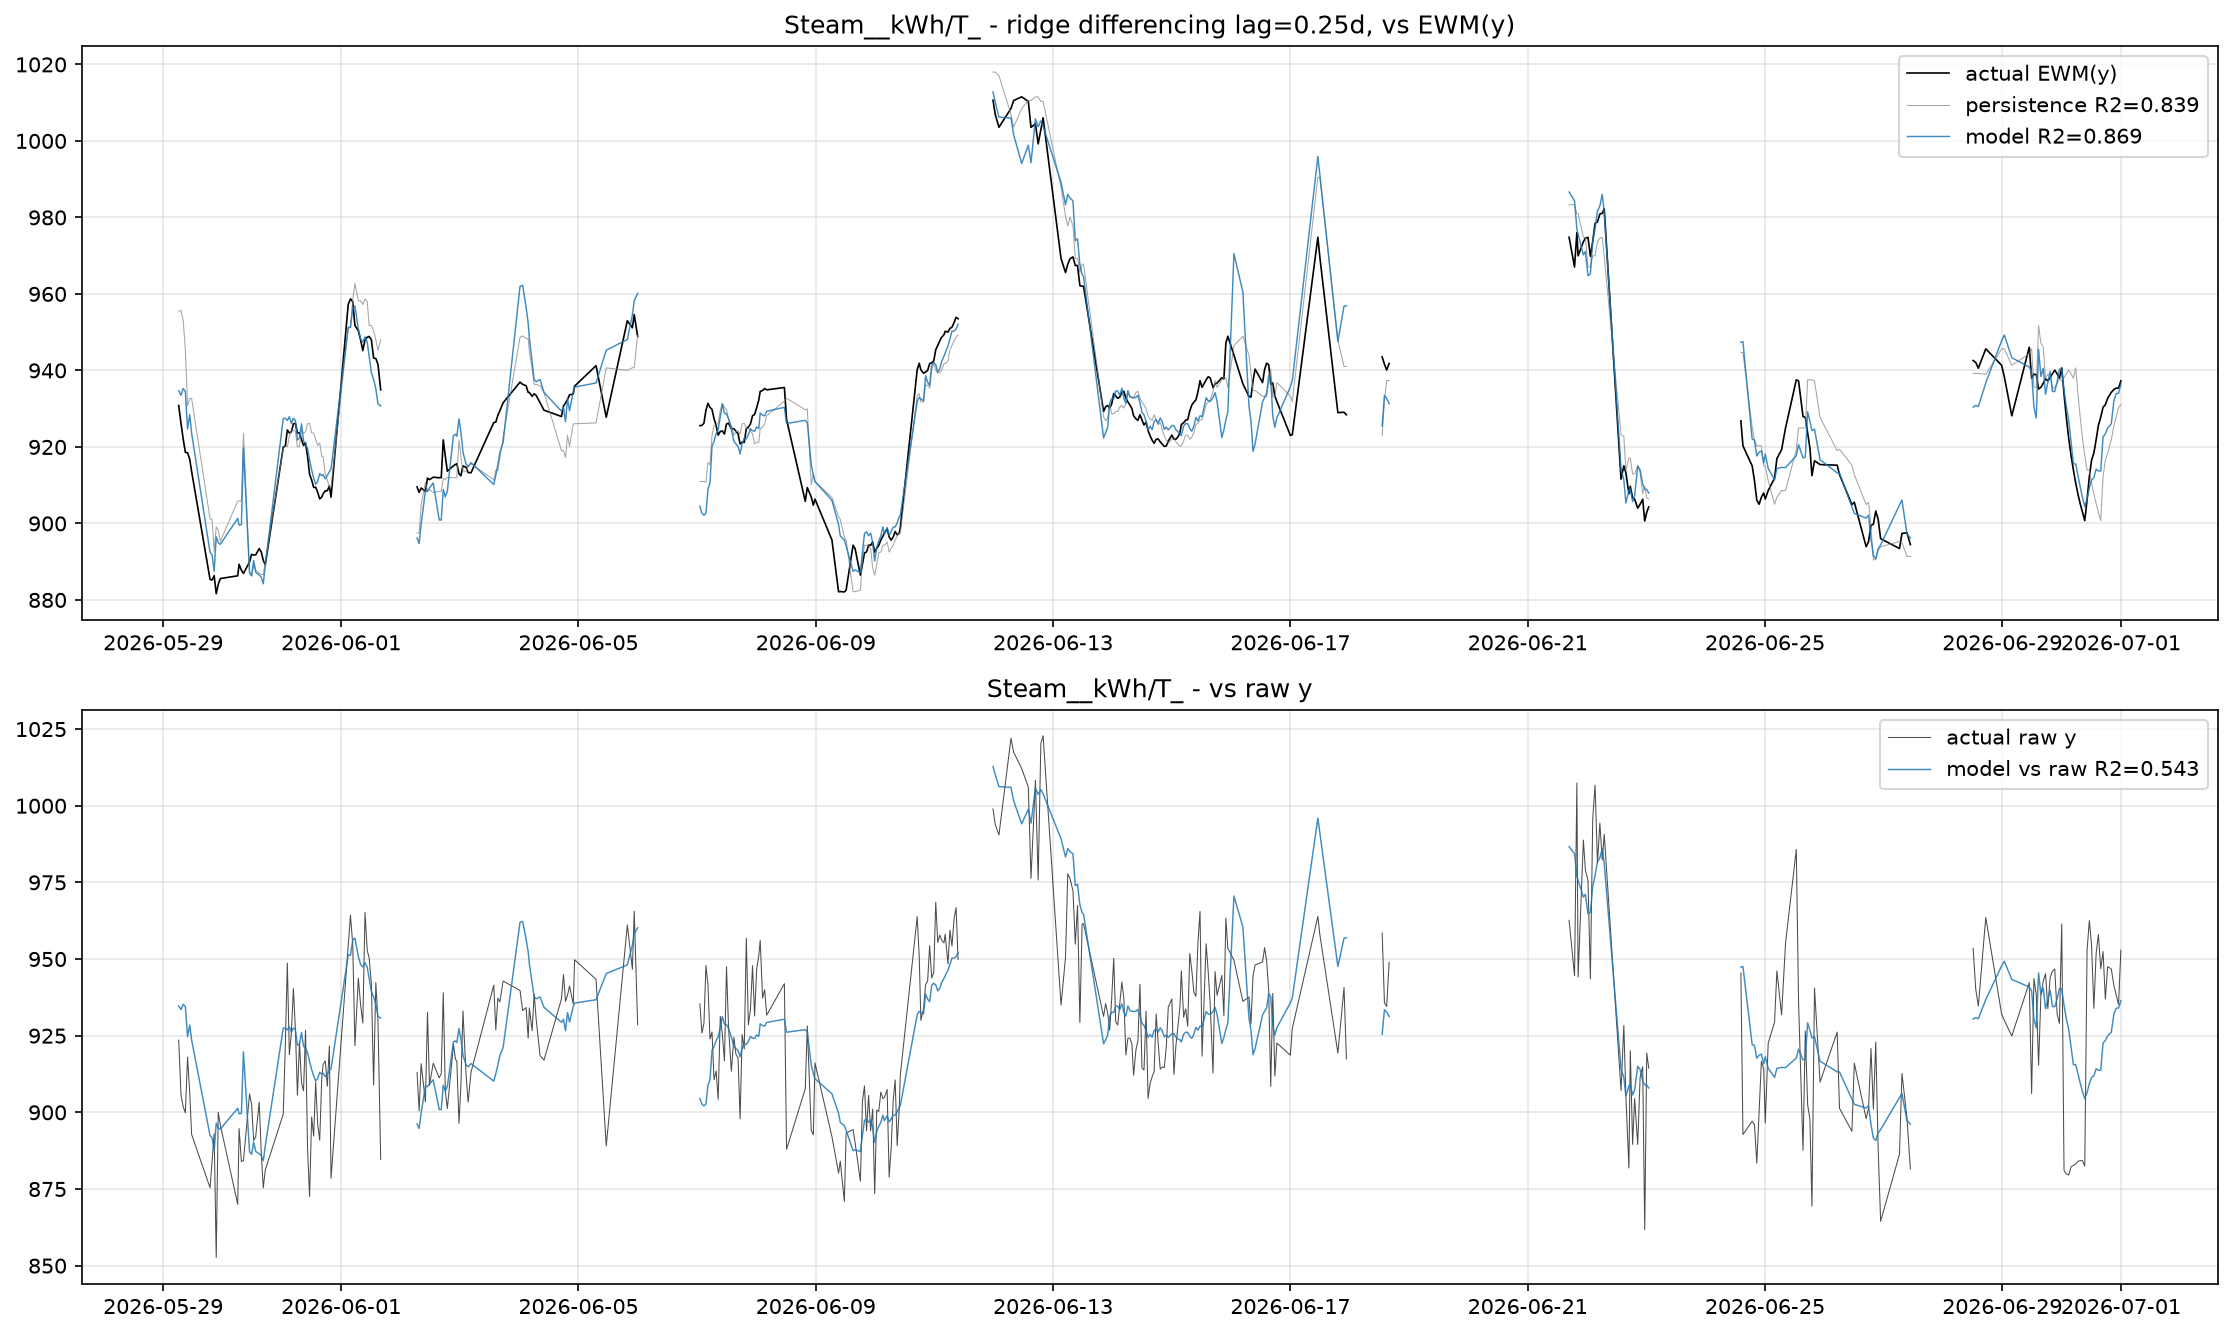 Steam__kWh/T_ - ridge differencing lag=0.25d, vs EWM(y)
1020
1000
980
960
940
920
900
880
actual EWM(y)
persistence R2=0.839
model R2=0.869
2026-05-29 2026-06-01 2026-06-05 2026-06-09 2026-06-13 2026-06-17 2026-06-21 2026-06-25 2026-06-29 2026-07-01
Steam__kWh/T_ - vs raw y
1025
1000
975
950
925
900
875
850
actual raw y
model vs raw R2=0.543
2026-05-29 2026-06-01 2026-06-05 2026-06-09 2026-06-13 2026-06-17 2026-06-21 2026-06-25 2026-06-29 2026-07-01